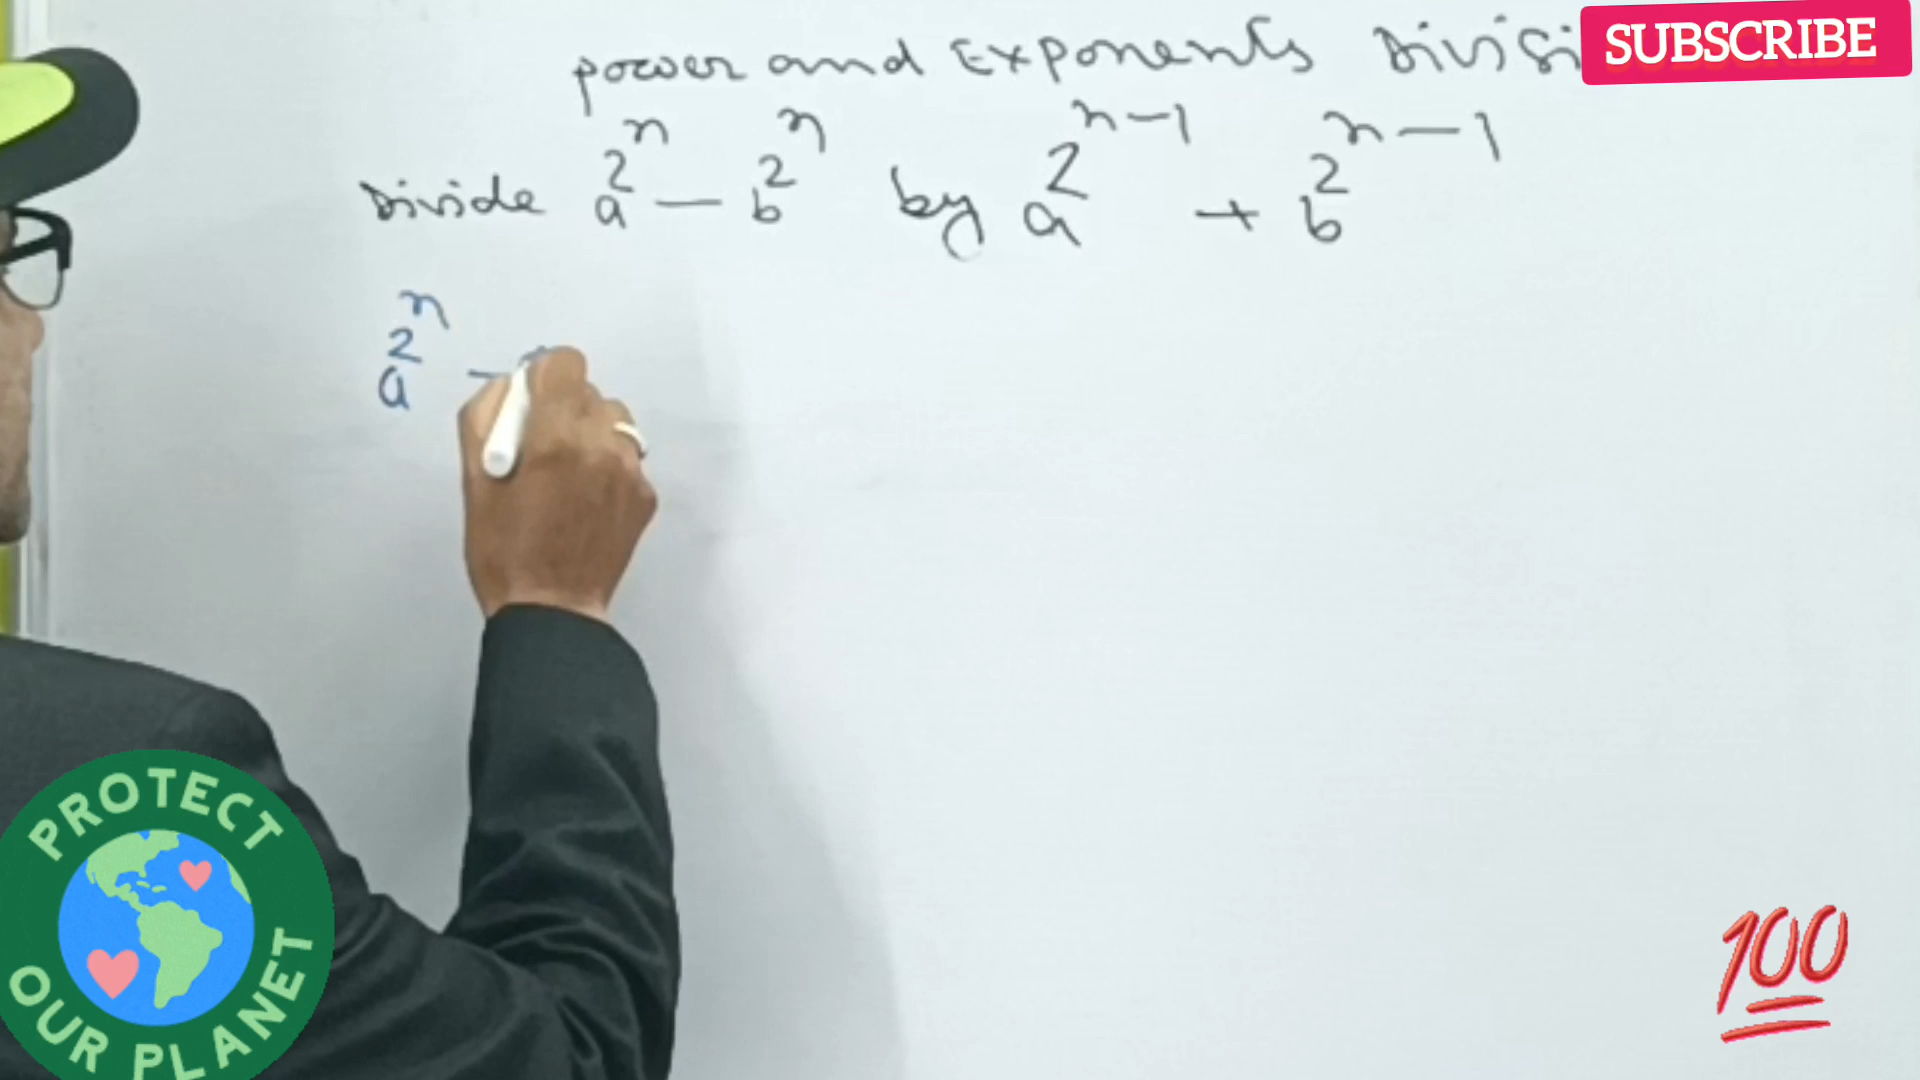 power and Exponents Divisi
SUBSCRIBE
Divide a^2^n - b^2^n by a^2^n-1 + b^2^n-1
a^2^n -
100
PROTECT
OUR PLANET